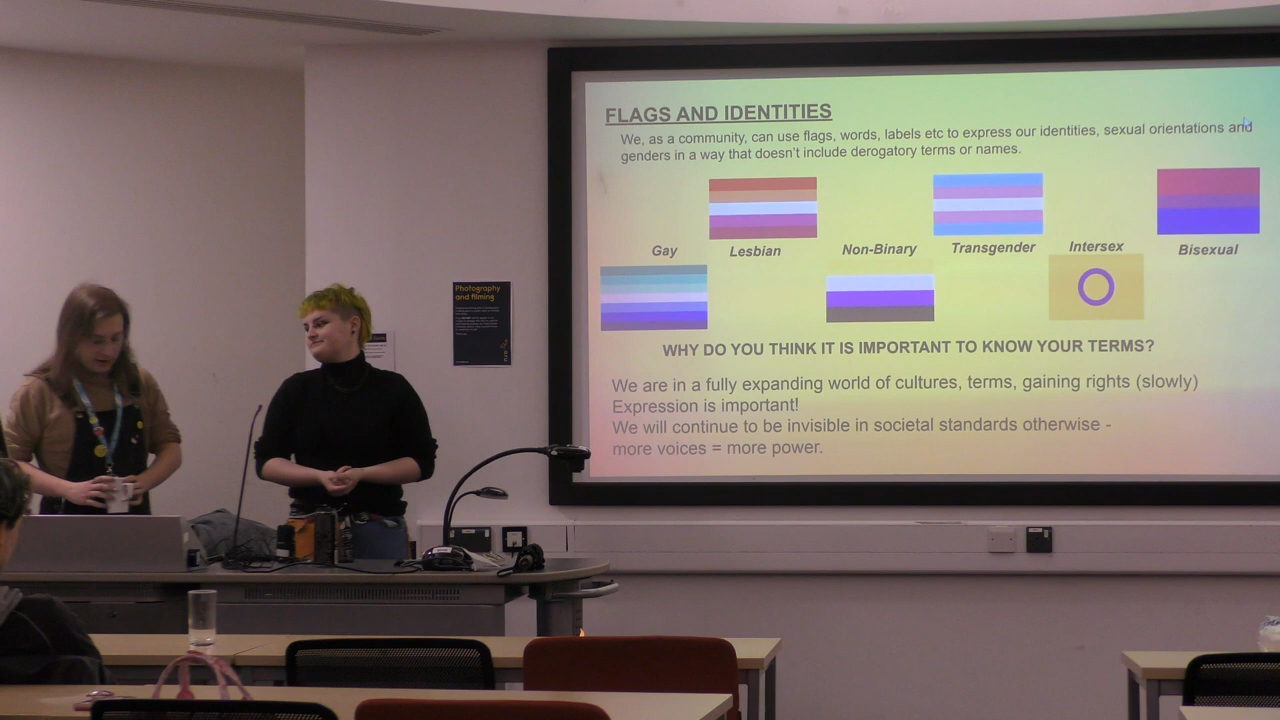 FLAGS AND IDENTITIES
We, as a community, can use flags, words, labels etc to express our identities, sexual orientations and
genders in a way that doesn't include derogatory terms or names.
Gay Lesbian Non-Binary Transgender Intersex Bisexual
WHY DO YOU THINK IT IS IMPORTANT TO KNOW YOUR TERMS?
We are in a fully expanding world of cultures, terms, gaining rights (slowly)
Expression is important!
We will continue to be invisible in societal standards otherwise -
more voices = more power.
Photography
and filming